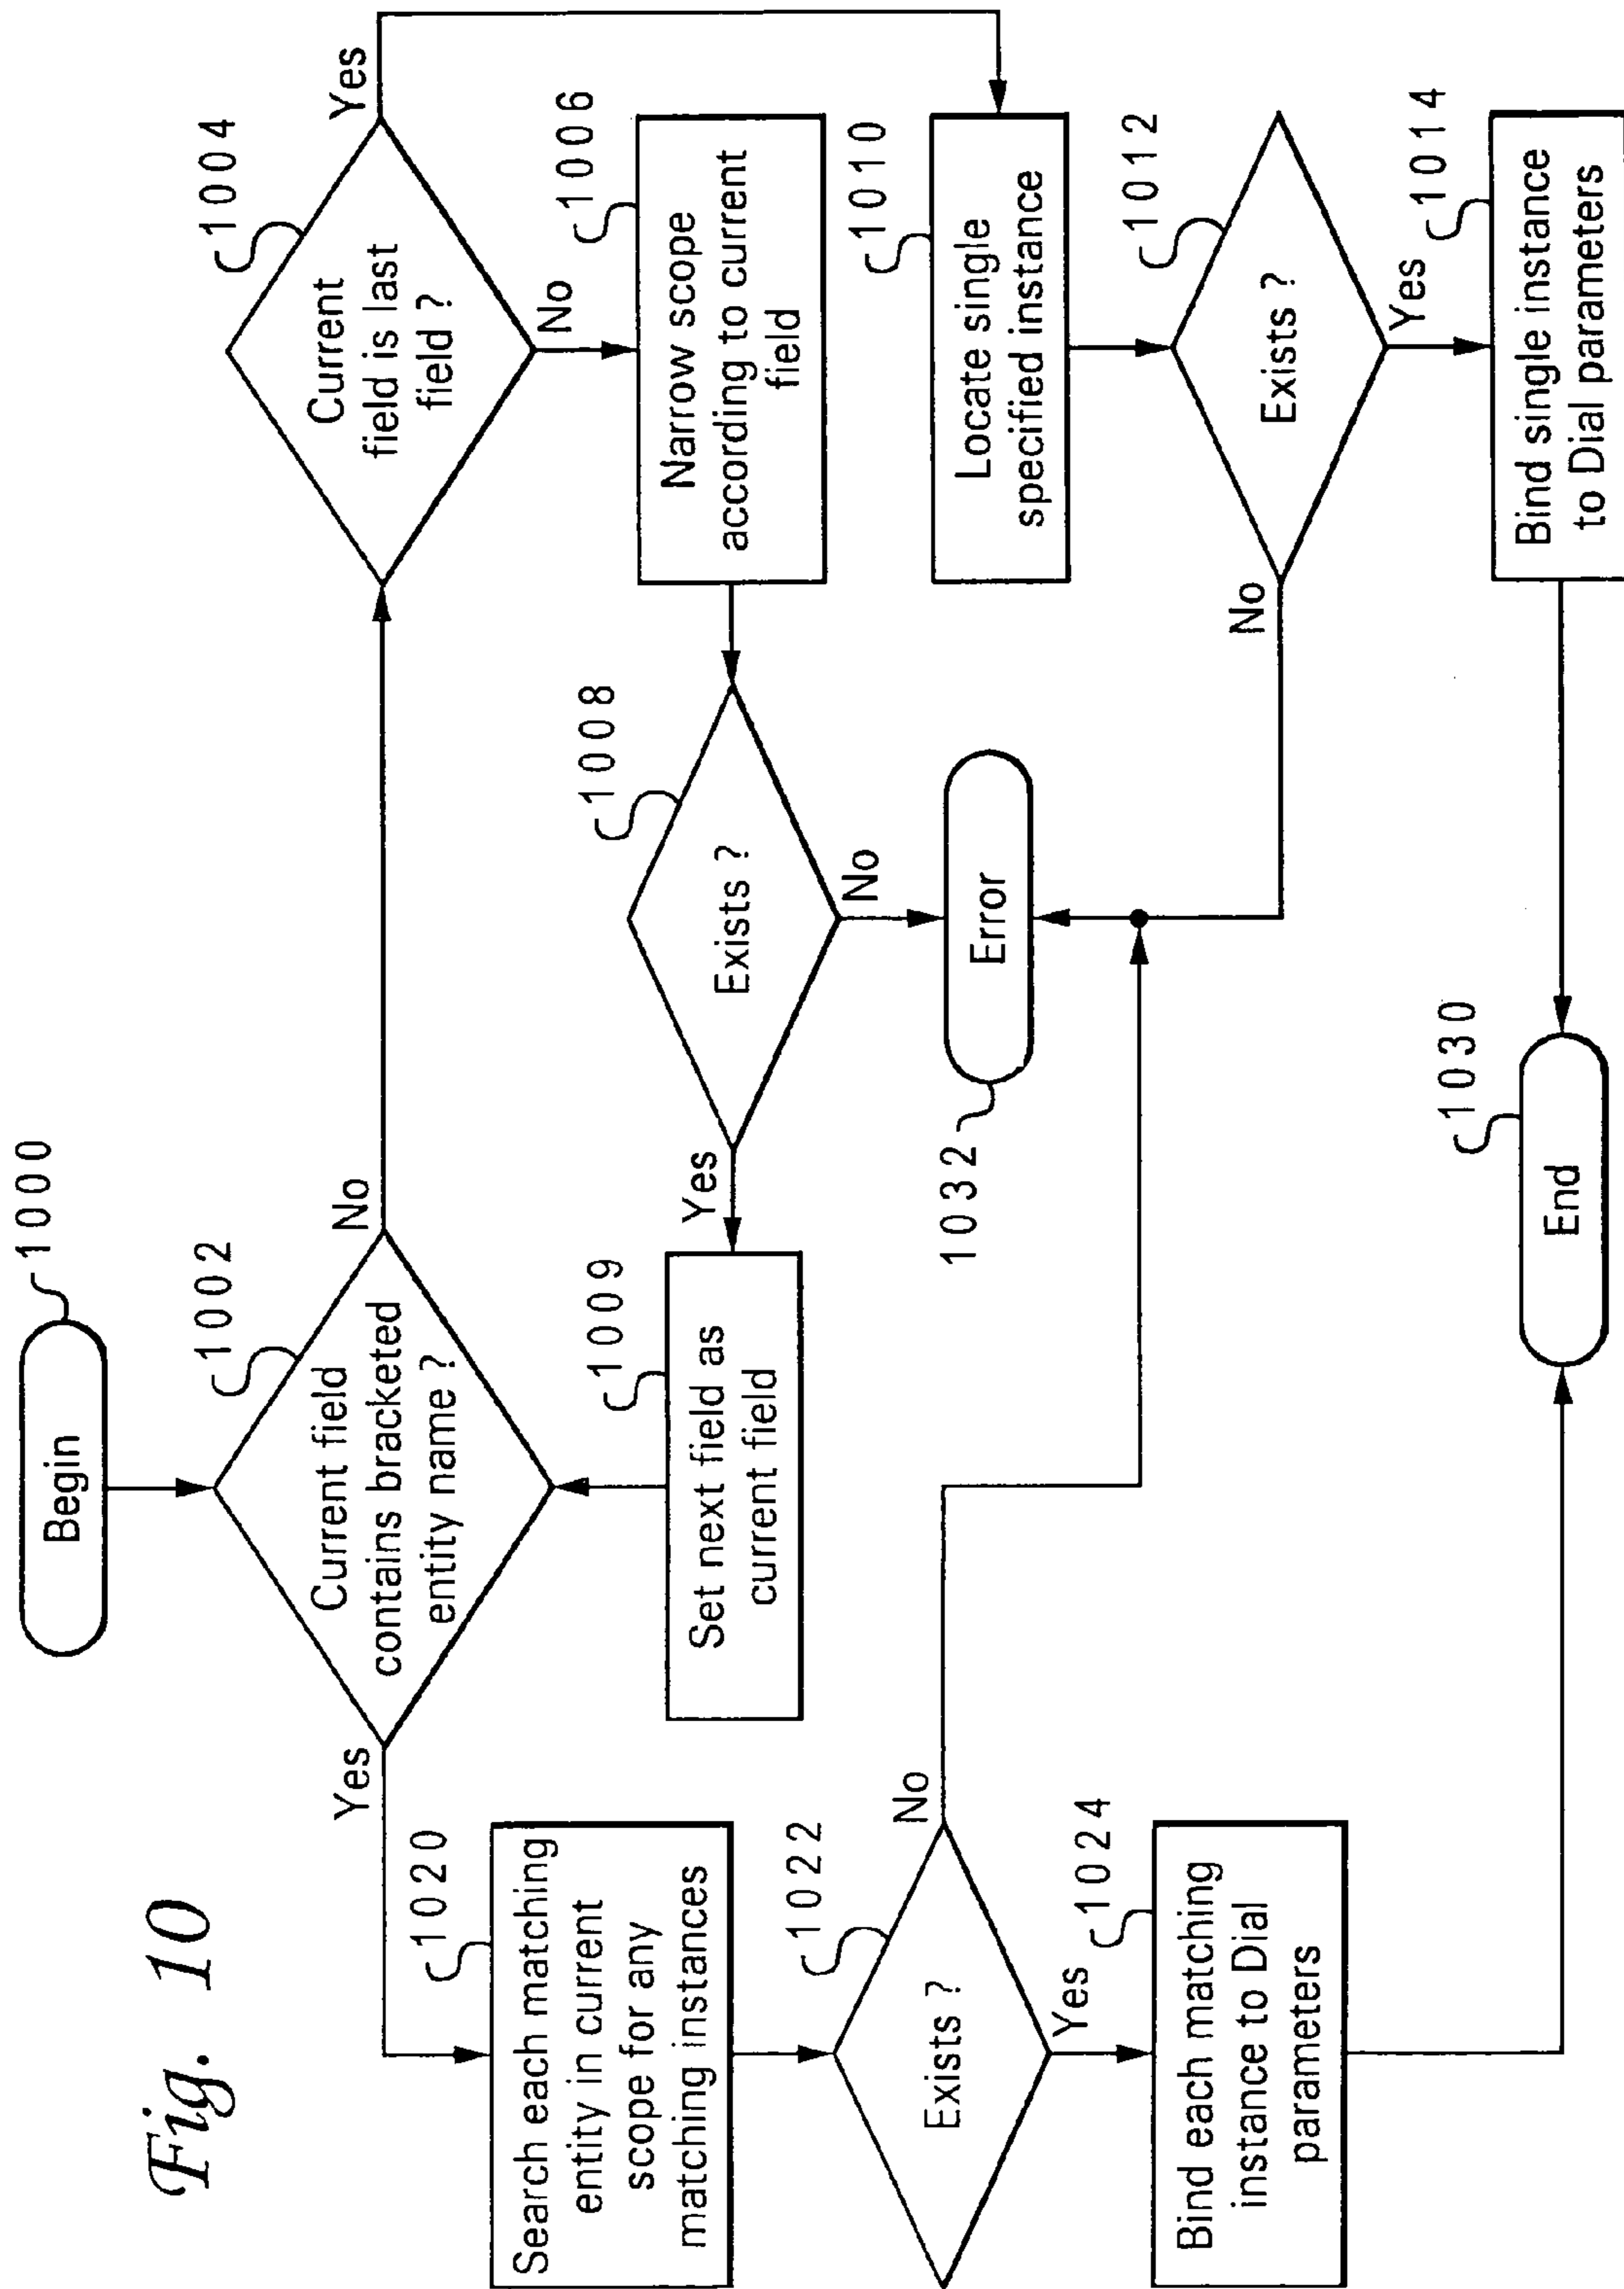 Fig. 10
Begin
1000
Current field
contains bracketed
entity name ?
1002
Yes
No
Current
field is last
field ?
1004
Yes
No
Narrow scope
according to current
field
1006
Exists ?
1008
Yes
No
Set next field as
current field
1009
Locate single
specified instance
1010
Exists ?
1012
No
Yes
Bind single instance
to Dial parameters
1014
Search each matching
entity in current
scope for any
matching instances
1020
Exists ?
1022
No
Yes
Bind each matching
instance to Dial
parameters
1024
Error
1032
End
1030